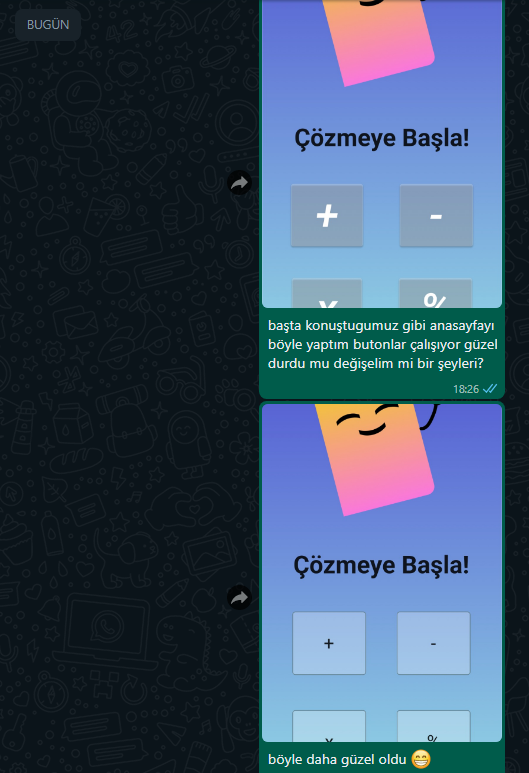 BUGÜN
Çözmeye Başla!
+ -
x %
başta konuştugumuz gibi anasayfayı
böyle yaptım butonlar çalışıyor güzel
durdu mu değişelim mi bir şeyleri?
18:26
Çözmeye Başla!
+ -
x %
böyle daha güzel oldu 😁